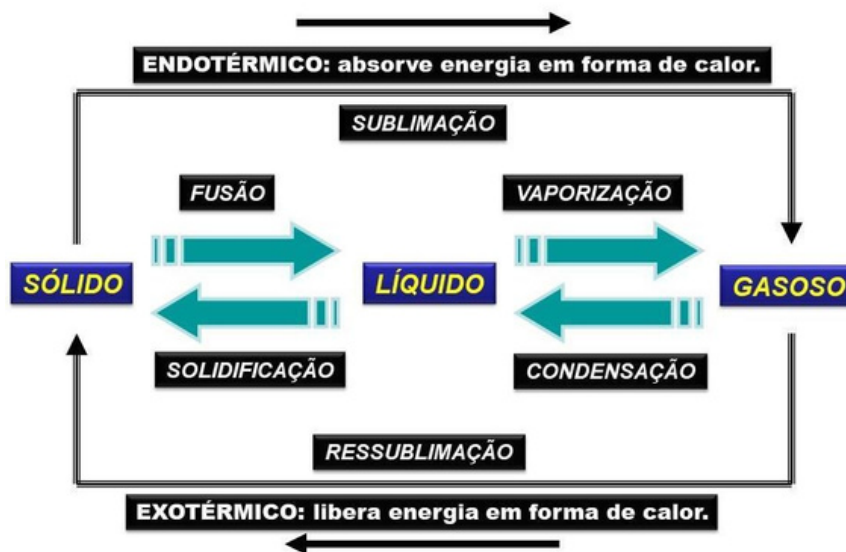 ENDOTÉRMICO: absorve energia em forma de calor.
SUBLIMAÇÃO
FUSÃO
VAPORIZAÇÃO
SÓLIDO
LÍQUIDO
GASOSO
SOLIDIFICAÇÃO
CONDENSAÇÃO
RESSUBLIMAÇÃO
EXOTÉRMICO: libera energia em forma de calor.